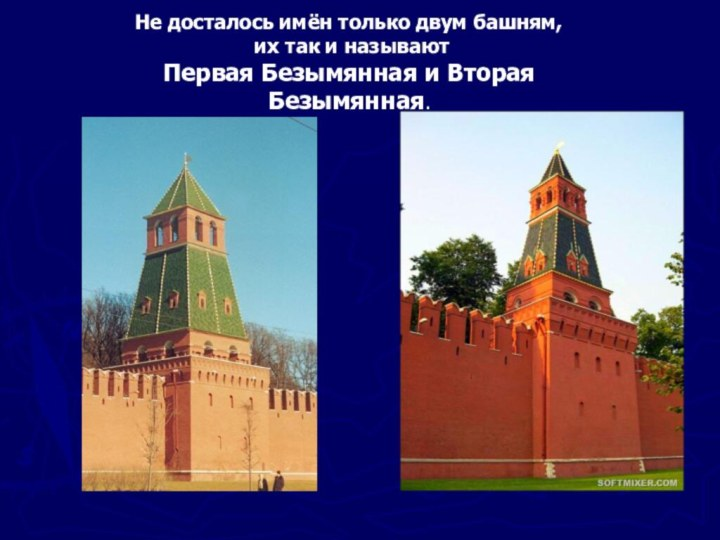 Не досталось имён только двум башням,
их так и называют
Первая Безымянная и Вторая
Безымянная.
SOFTMIXER.COM